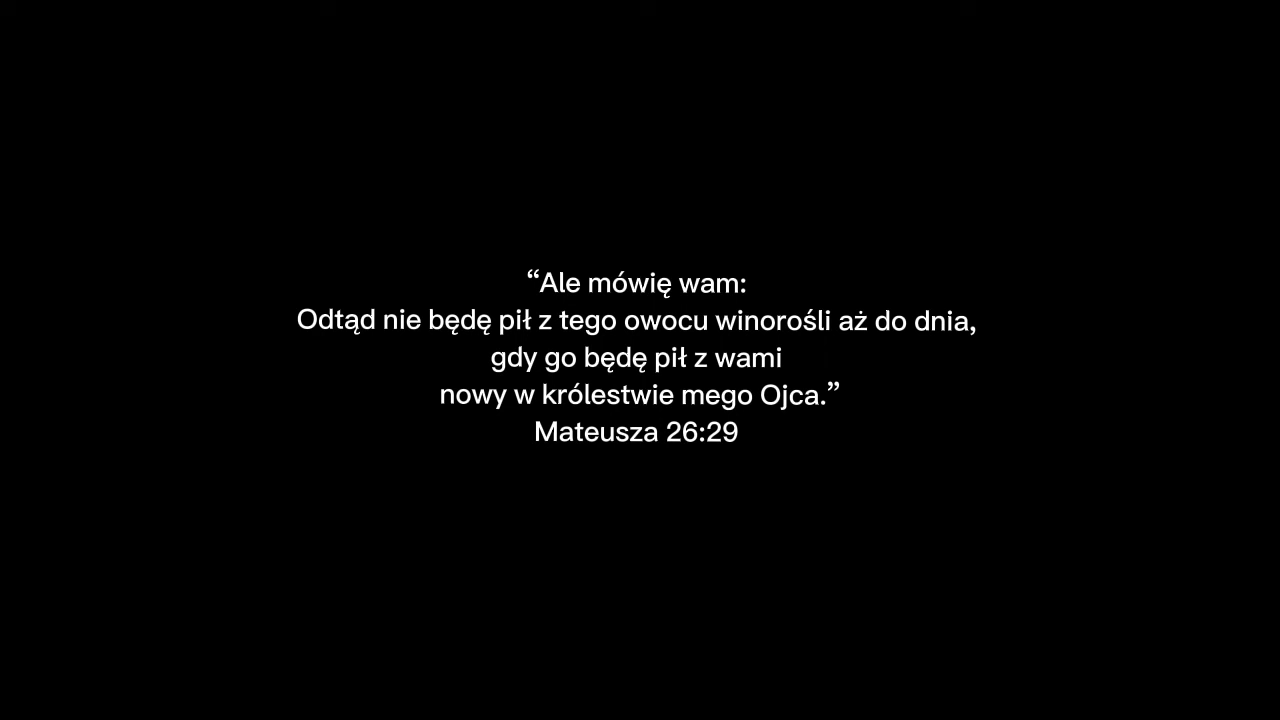 “Ale mówię wam:
Odtąd nie będę pił z tego owocu winorośli aż do dnia,
gdy go będę pił z wami
nowy w królestwie mego Ojca.”
Mateusza 26:29